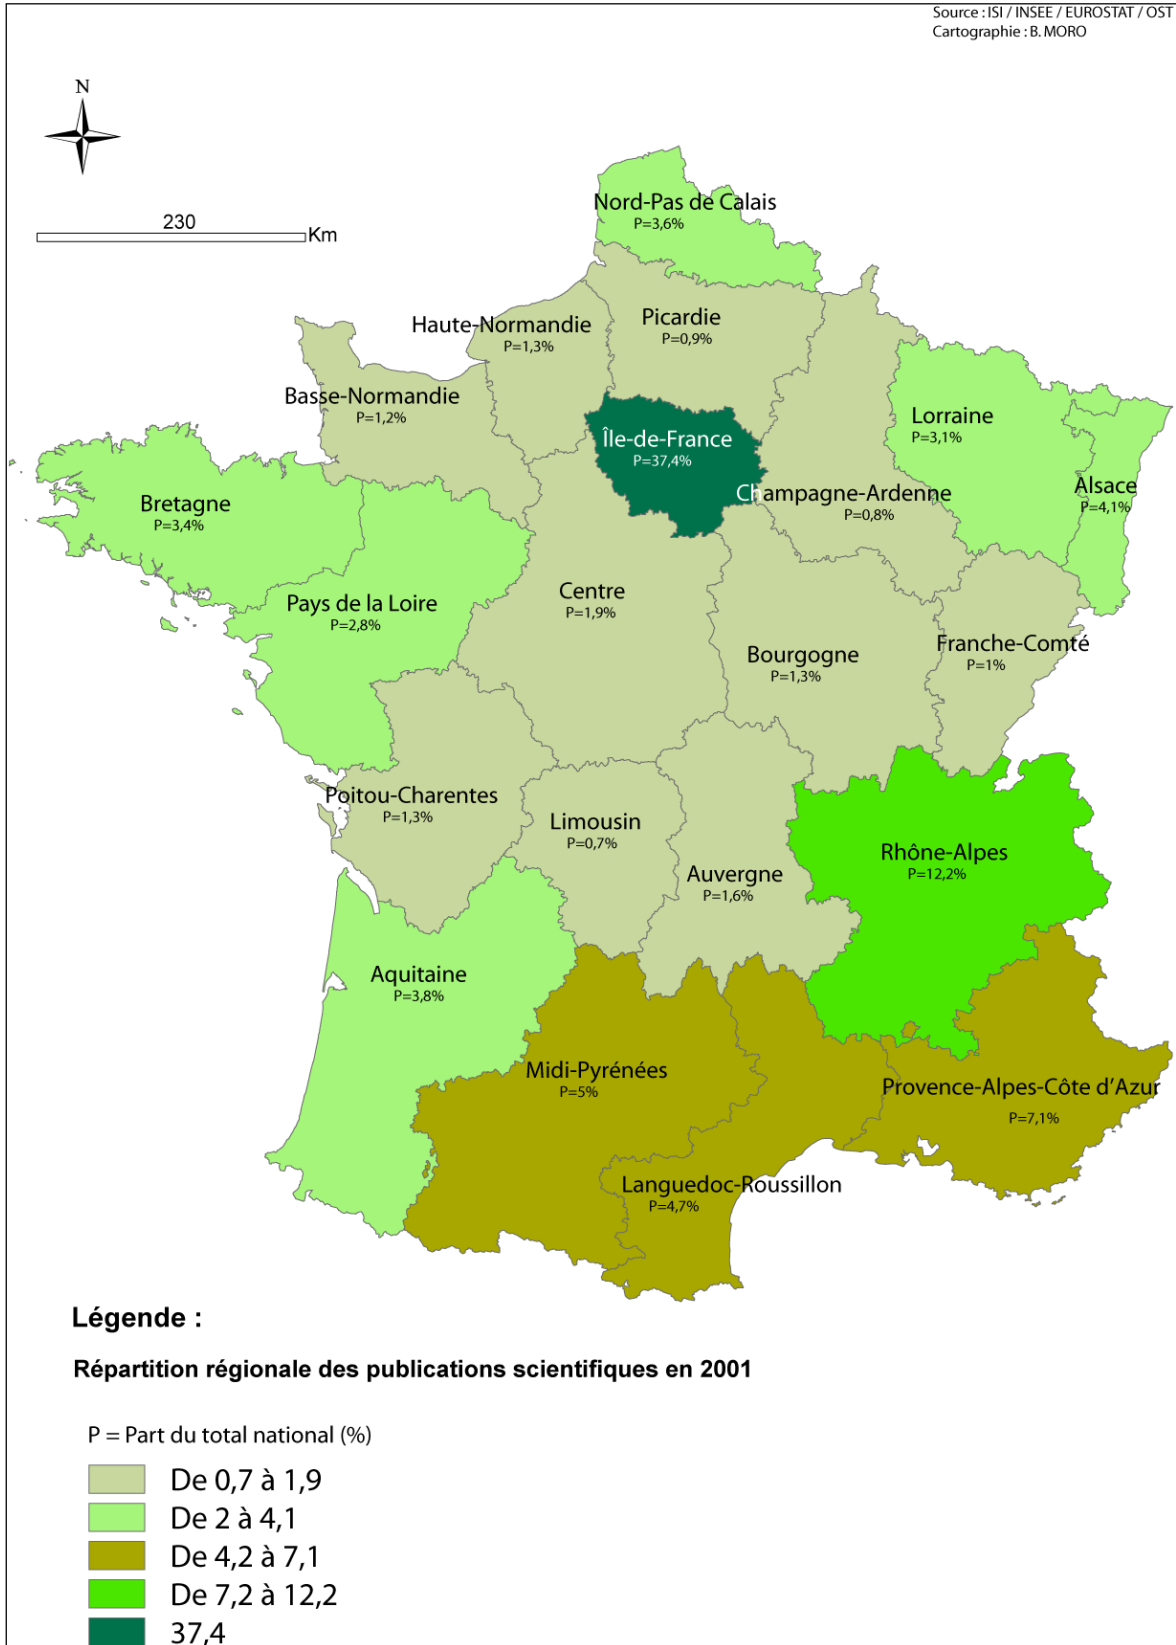 Source : ISI / INSEE / EUROSTAT / OST
Cartographie : B. MORO
N
230
Km
Nord-Pas de Calais
P=3,6%
Haute-Normandie
P=1,3%
Picardie
P=0,9%
Basse-Normandie
P=1,2%
Île-de-France
P=37,4%
Lorraine
P=3,1%
Champagne-Ardenne
P=0,8%
Alsace
P=4,1%
Bretagne
P=3,4%
Pays de la Loire
P=2,8%
Centre
P=1,9%
Bourgogne
P=1,3%
Franche-Comté
P=1%
Poitou-Charentes
P=1,3%
Limousin
P=0,7%
Auvergne
P=1,6%
Rhône-Alpes
P=12,2%
Aquitaine
P=3,8%
Midi-Pyrénées
P=5%
Provence-Alpes-Côte d'Azur
P=7,1%
Languedoc-Roussillon
P=4,7%
Légende :
Répartition régionale des publications scientifiques en 2001
P = Part du total national (%)
De 0,7 à 1,9
De 2 à 4,1
De 4,2 à 7,1
De 7,2 à 12,2
37,4